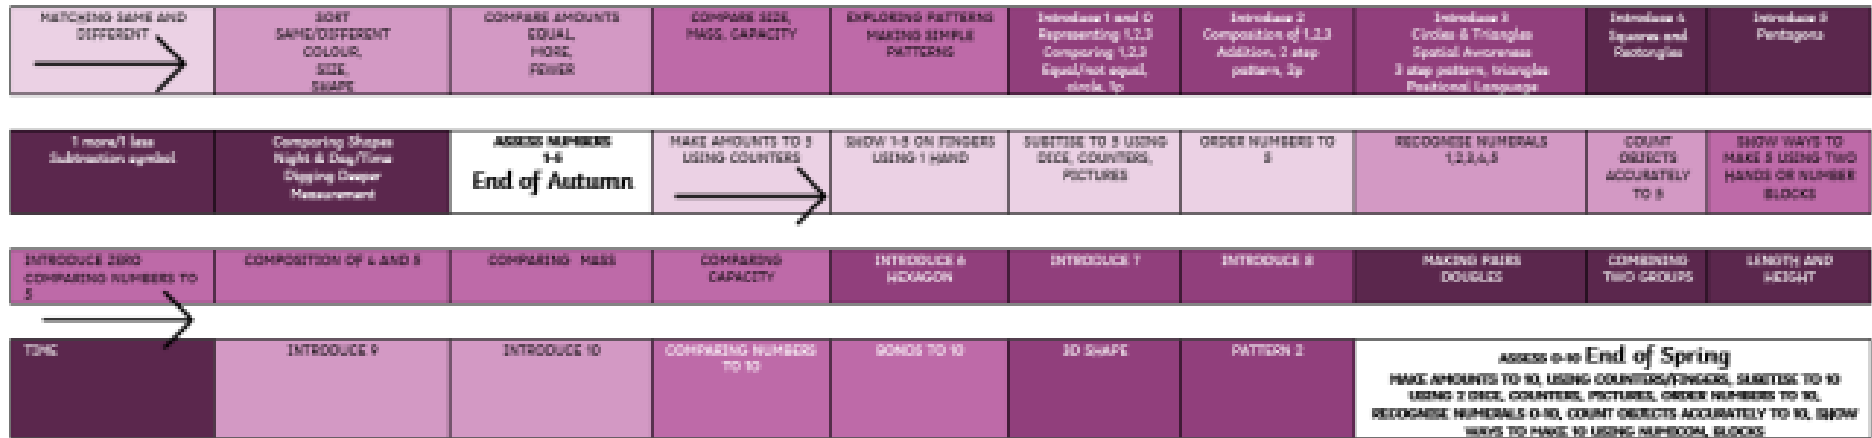 MATCHING SAME AND
DIFFERENT
SORT
SAME/DIFFERENT
COLOUR,
SIZE,
SHAPE
COMPARE AMOUNTS
EQUAL,
MORE,
FEWER
COMPARE SIZE,
MASS, CAPACITY
EXPLORING PATTERNS
MAKING SIMPLE
PATTERNS
Introduce 1 and 0
Representing 1,2,3
Comparing 1,2,3
Equal/not equal,
circle, 1p
Introduce 2
Composition of 1,2,3
Addition, 2 step
pattern, 2p
Introduce 3
Circles & Triangles
Spatial Awareness
3 step pattern, triangles
Positional Language
Introduce 4
Squares and
Rectangles
Introduce 5
Pentagons
1 more/1 less
Subtraction symbol
Comparing Shapes
Night & Day/Time
Digging Deeper
Measurement
ASSESS NUMBERS
End of Autumn
MAKE AMOUNTS TO 5
USING COUNTERS
SHOW 1-5 ON FINGERS
USING 1 HAND
SUBITISE TO 5 USING
DICE, COUNTERS,
PICTURES
ORDER NUMBERS TO
5
RECOGNISE NUMERALS
1,2,3,4,5
COUNT
OBJECTS
ACCURATELY
TO 5
SHOW WAYS TO
MAKE 5 USING TWO
HANDS OR NUMBER
BLOCKS
INTRODUCE ZERO
COMPARING NUMBERS TO
5
COMPOSITION OF 4 AND 5
COMPARING MASS
COMPARING
CAPACITY
INTRODUCE 6
HEXAGON
INTRODUCE 7
INTRODUCE 8
MAKING PAIRS
DOUBLES
COMBINING
TWO GROUPS
LENGTH AND
HEIGHT
TIME
INTRODUCE 9
INTRODUCE 10
COMPARING NUMBERS
TO 10
BONDS TO 10
3D SHAPE
PATTERN 2
ASSESS 0-10 End of Spring
MAKE AMOUNTS TO 10, USING COUNTERS/FINGERS, SUBITISE TO 10
USING 2 DICE, COUNTERS, PICTURES, ORDER NUMBERS TO 10,
RECOGNISE NUMERALS 0-10, COUNT OBJECTS ACCURATELY TO 10, SHOW
WAYS TO MAKE 10 USING NUMICON, BLOCKS